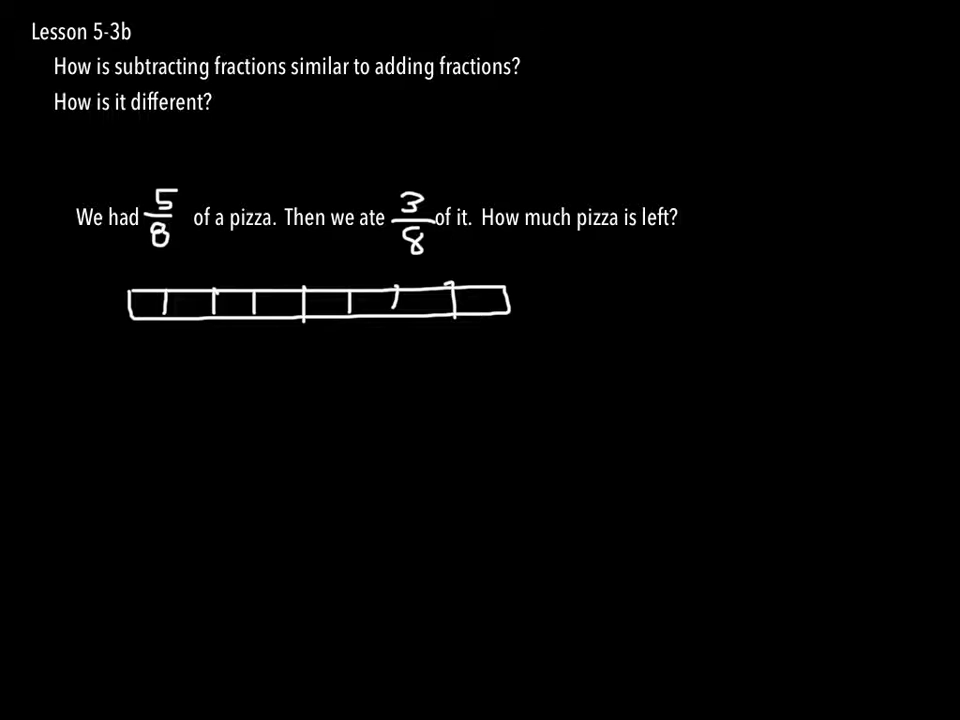 Lesson 5-3b
How is subtracting fractions similar to adding fractions?
How is it different?
We had 5/8 of a pizza. Then we ate 3/8 of it. How much pizza is left?